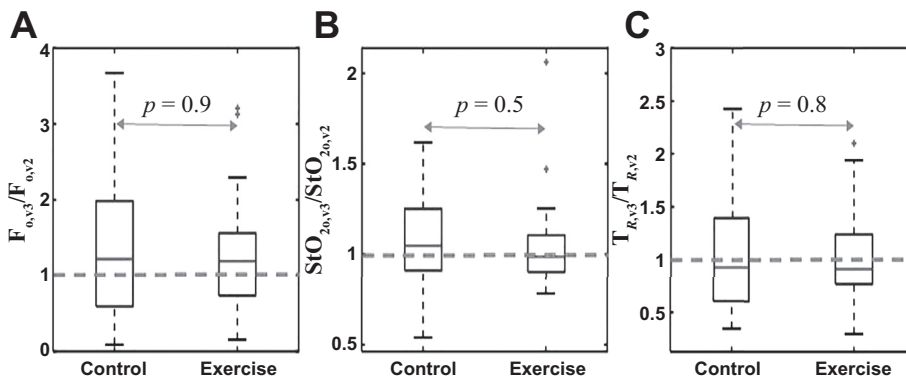 A
B
C
F_{o,v3}/F_{o,v2}
4
3
2
1
0
p = 0.9
Control Exercise
StO_{2o,v3}/StO_{2o,v2}
2
1.5
1
0.5
p = 0.5
Control Exercise
T_{R,v3}/T_{R,v2}
3
2.5
2
1.5
1
0.5
p = 0.8
Control Exercise